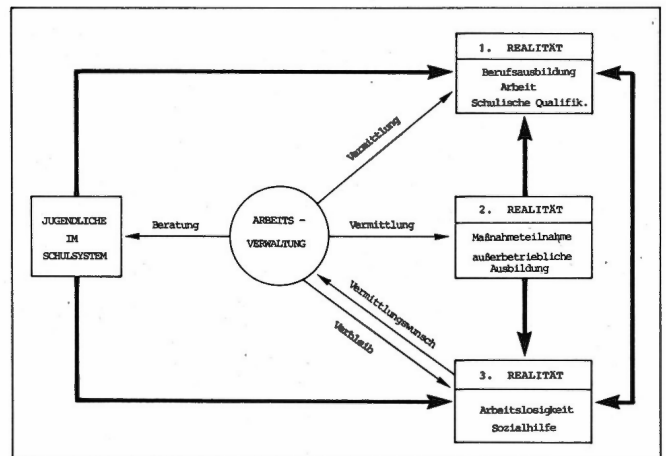 1. REALITÄT
Berufsausbildung
Arbeit
Schulische Qualifik.
Vermittlung
JUGENDLICHE
IM
SCHULSYSTEM
Beratung
ARBEITS -
VERWALTUNG
Vermittlung
2. REALITÄT
Maßnahmeteilnahme
außerbetriebliche
Ausbildung
Vermittlungswunsch
Verbleib
3. REALITÄT
Arbeitslosigkeit
Sozialhilfe